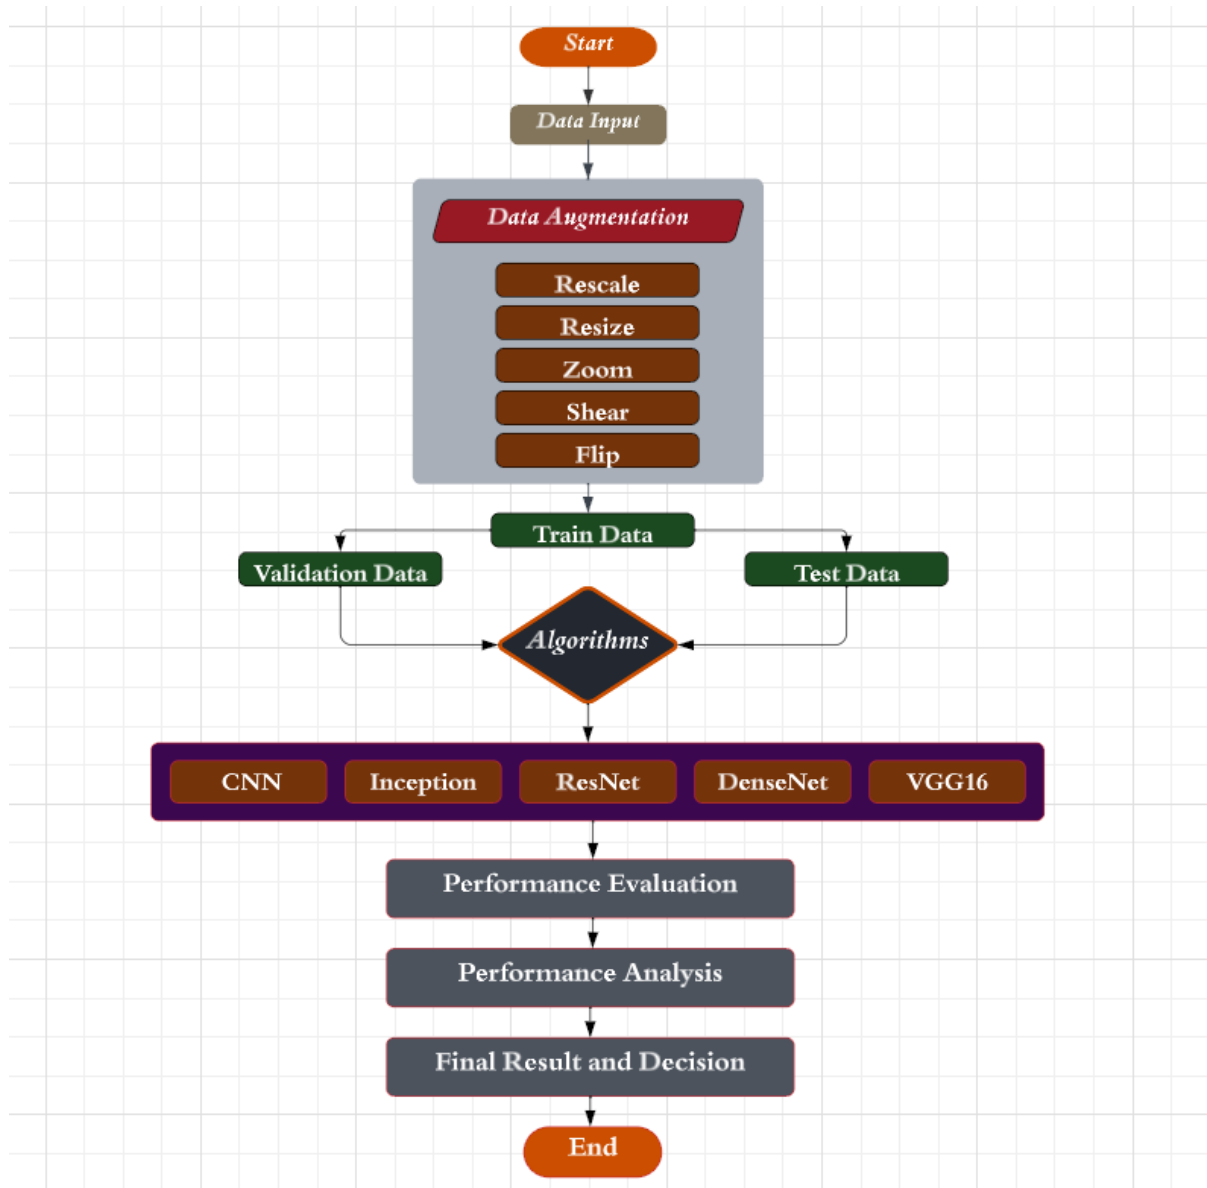 Start
Data Input
Data Augmentation
Rescale
Resize
Zoom
Shear
Flip
Train Data
Validation Data
Test Data
Algorithms
CNN
Inception
ResNet
DenseNet
VGG16
Performance Evaluation
Performance Analysis
Final Result and Decision
End